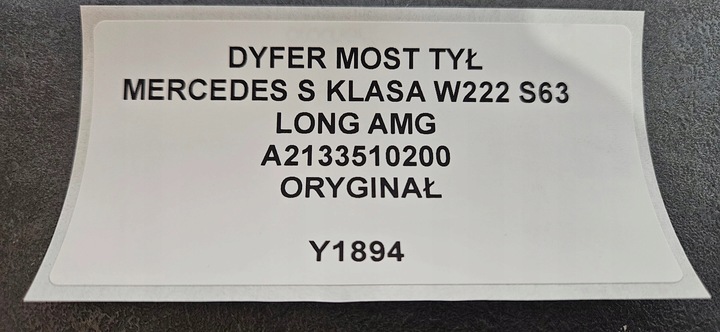 DYFER MOST TYŁ
MERCEDES S KLASA W222 S63
LONG AMG
A2133510200
ORYGINAŁ
Y1894